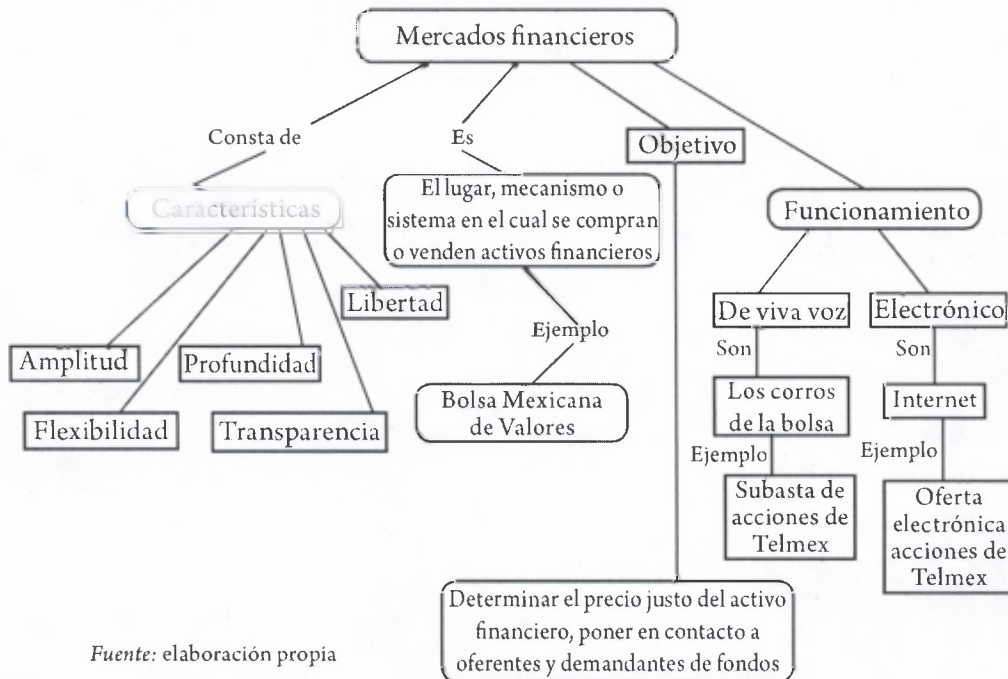 Mercados financieros
Consta de
Es
Objetivo
Características
El lugar, mecanismo o
sistema en el cual se compran
o venden activos financieros
Funcionamiento
Libertad
Amplitud
Profundidad
Flexibilidad
Transparencia
Ejemplo
Bolsa Mexicana
de Valores
De viva voz
Son
Los corros
de la bolsa
Ejemplo
Subasta de
acciones de
Telmex
Electrónico
Son
Internet
Ejemplo
Oferta
electrónica
acciones de
Telmex
Determinar el precio justo del activo
financiero, poner en contacto a
oferentes y demandantes de fondos
Fuente: elaboración propia